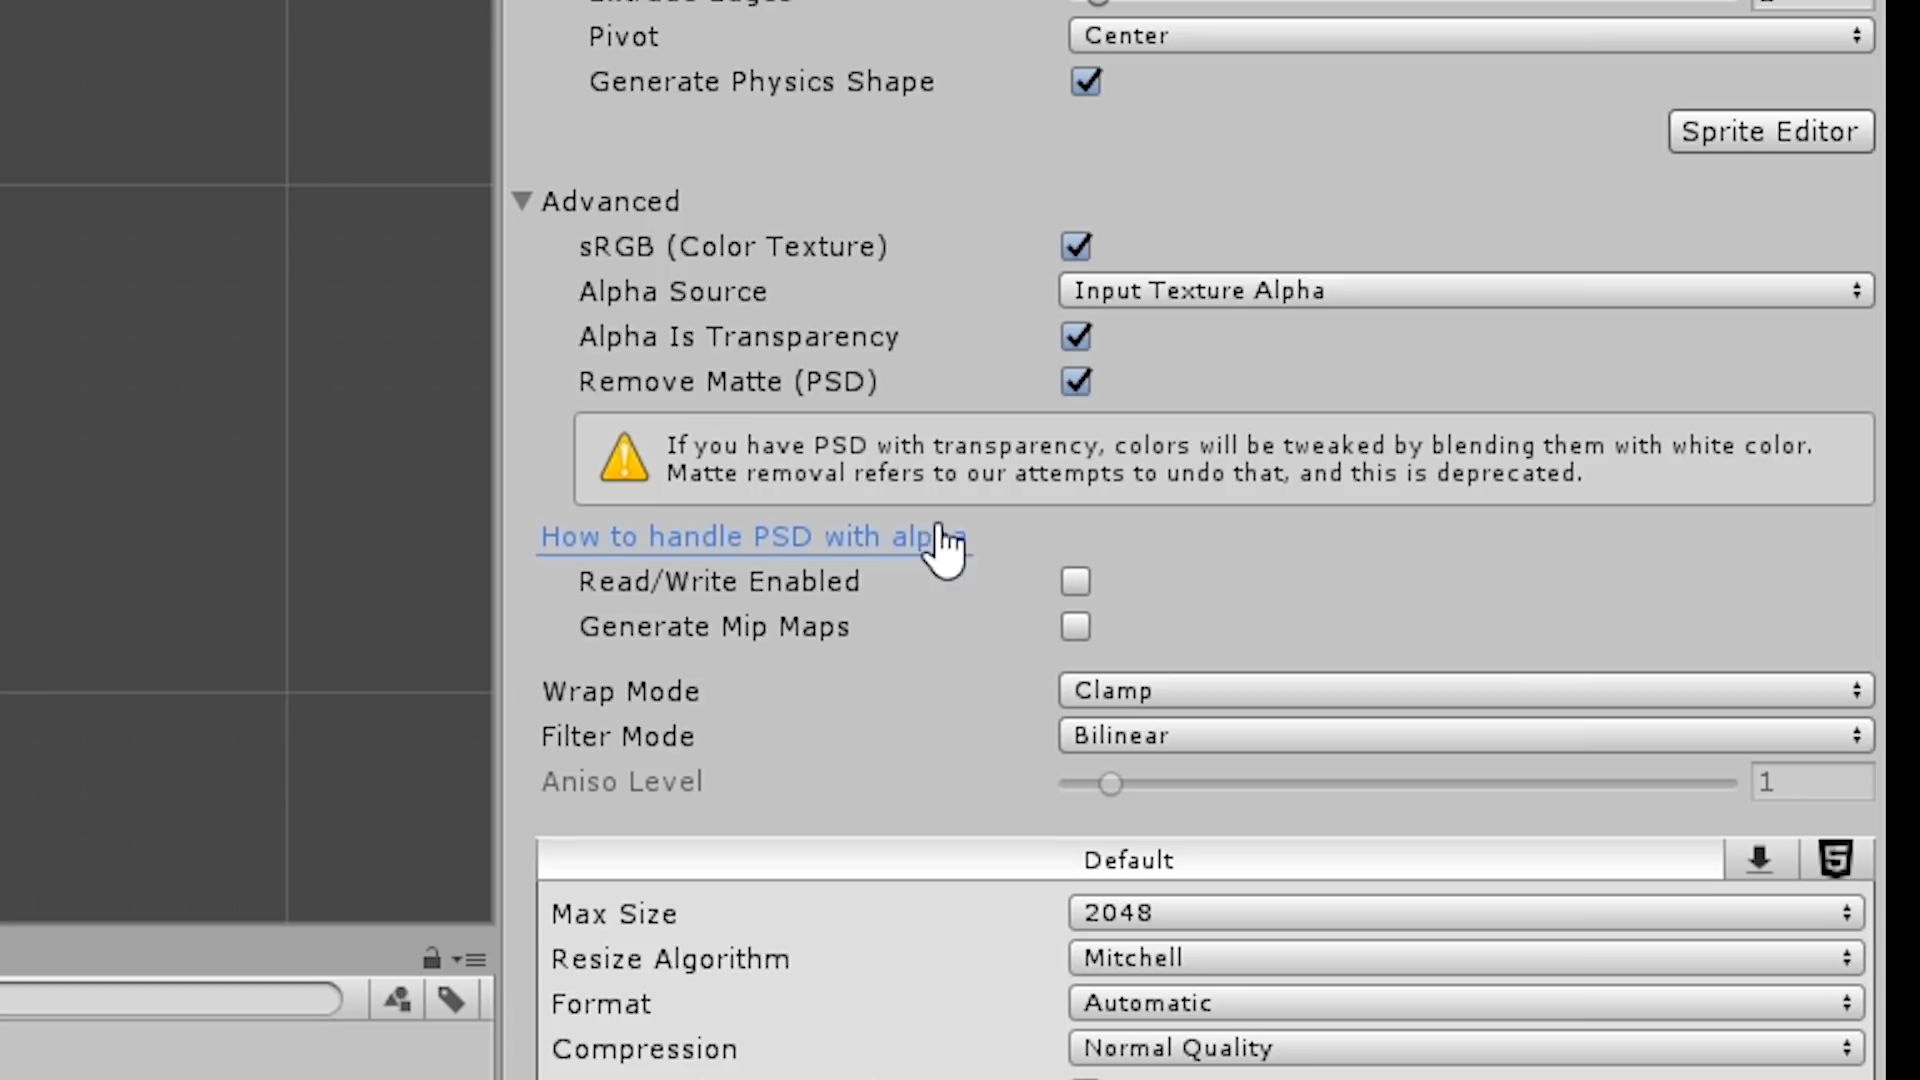 Pivot
Center
Generate Physics Shape
Sprite Editor
Advanced
sRGB (Color Texture)
Alpha Source
Input Texture Alpha
Alpha Is Transparency
Remove Matte (PSD)
If you have PSD with transparency, colors will be tweaked by blending them with white color.
Matte removal refers to our attempts to undo that, and this is deprecated.
How to handle PSD with alpha
Read/Write Enabled
Generate Mip Maps
Wrap Mode
Clamp
Filter Mode
Bilinear
Aniso Level
1
Default
Max Size
2048
Resize Algorithm
Mitchell
Format
Automatic
Compression
Normal Quality